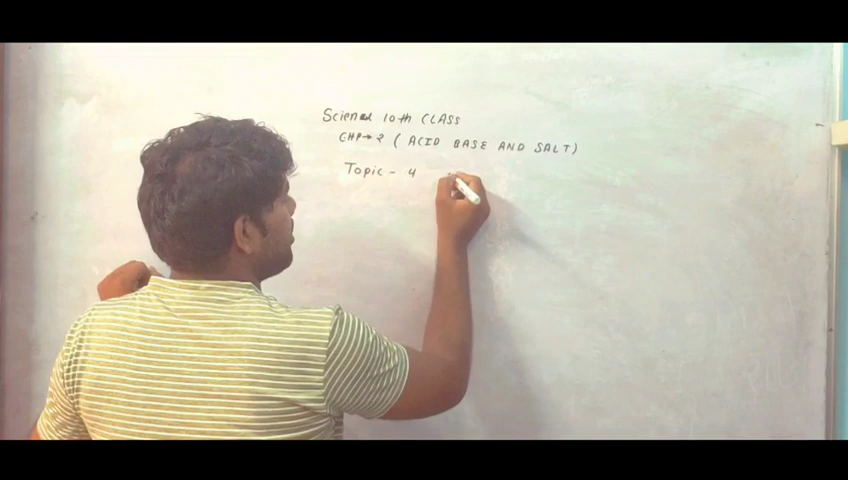 Science 10th CLASS
CHP→2 ( ACID BASE AND SALT)
Topic - 4